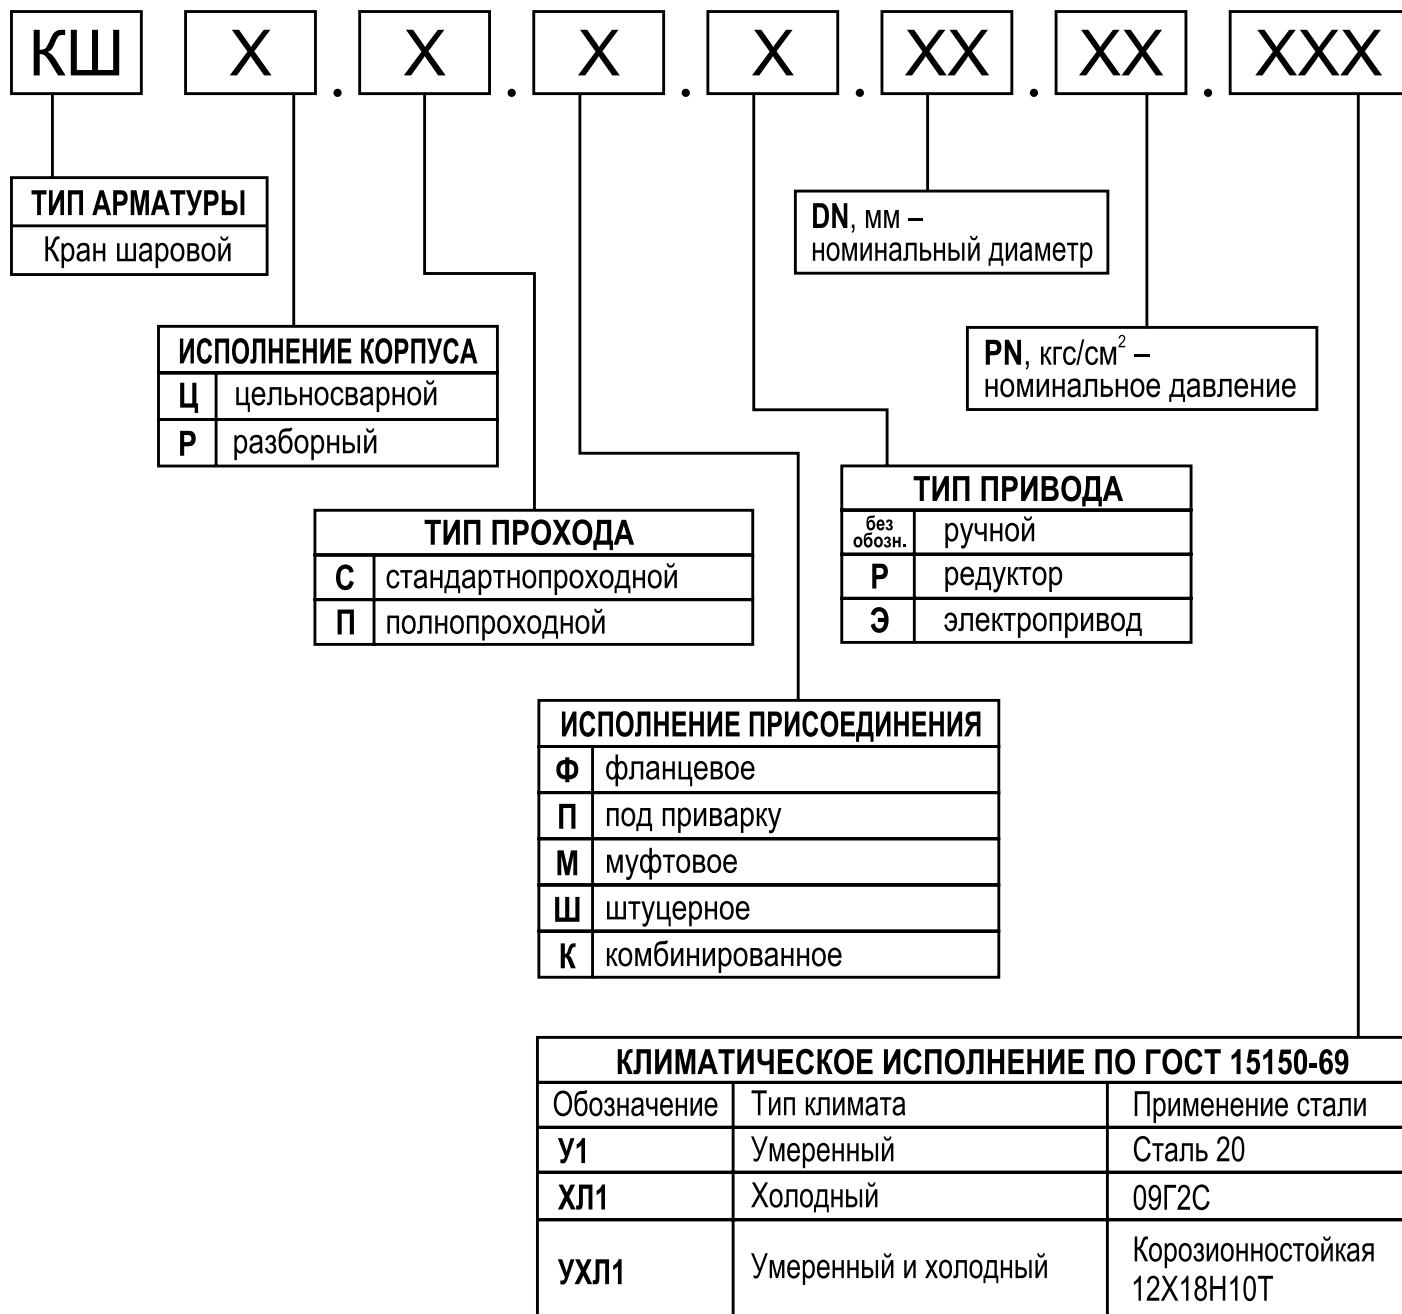 КШ X . X . X . X . XX . XX . XXX
ТИП АРМАТУРЫ
Кран шаровой
DN, мм –
номинальный диаметр
ИСПОЛНЕНИЕ КОРПУСА
Ц цельносварной
Р разборный
PN, кгс/см² –
номинальное давление
ТИП ПРОХОДА
С стандартнопроходной
П полнопроходной
ТИП ПРИВОДА
без
обозн. ручной
Р редуктор
Э электропривод
ИСПОЛНЕНИЕ ПРИСОЕДИНЕНИЯ
Ф фланцевое
П под приварку
М муфтовое
Ш штуцерное
К комбинированное
КЛИМАТИЧЕСКОЕ ИСПОЛНЕНИЕ ПО ГОСТ 15150-69
Обозначение Тип климата Применение стали
У1 Умеренный Сталь 20
ХЛ1 Холодный 09Г2С
УХЛ1 Умеренный и холодный Корозионностойкая
12Х18Н10Т